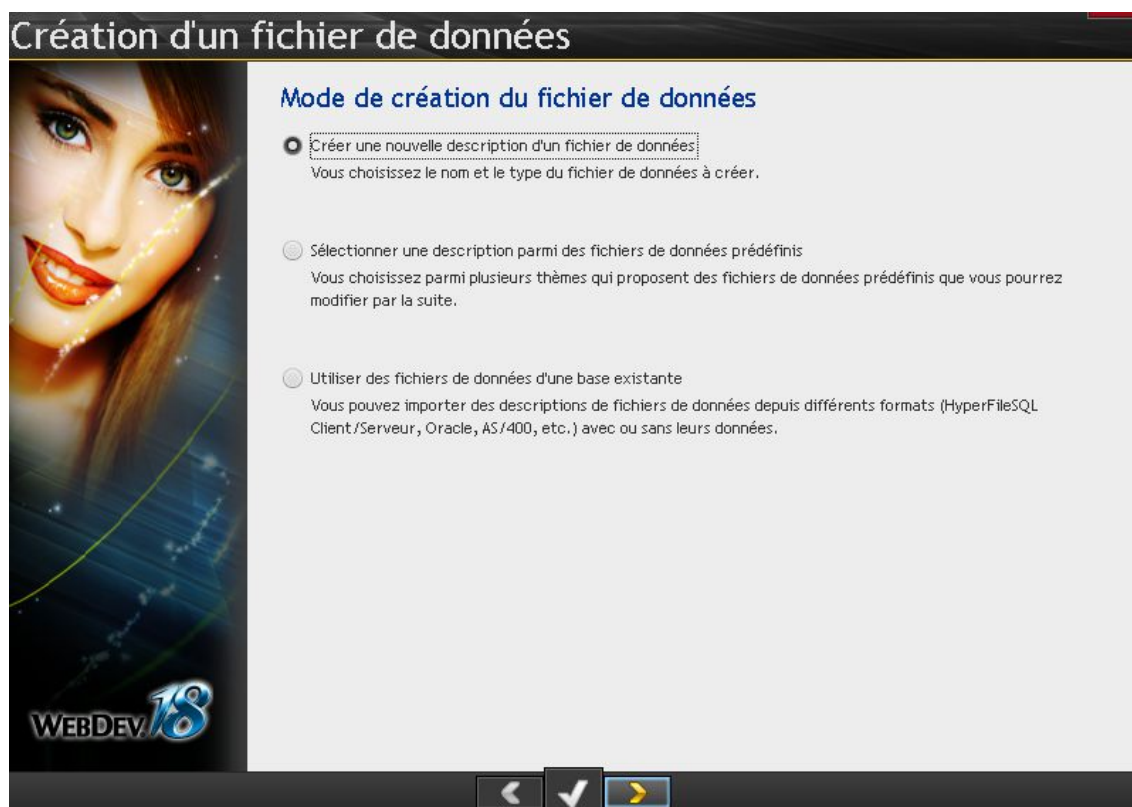 Création d'un fichier de données
Mode de création du fichier de données
Créer une nouvelle description d'un fichier de données
Vous choisissez le nom et le type du fichier de données à créer.
Sélectionner une description parmi des fichiers de données prédéfinis
Vous choisissez parmi plusieurs thèmes qui proposent des fichiers de données prédéfinis que vous pourrez
modifier par la suite.
Utiliser des fichiers de données d'une base existante
Vous pouvez importer des descriptions de fichiers de données depuis différents formats (HyperFileSQL
Client/Serveur, Oracle, AS/400, etc.) avec ou sans leurs données.
WEBDEV. 18